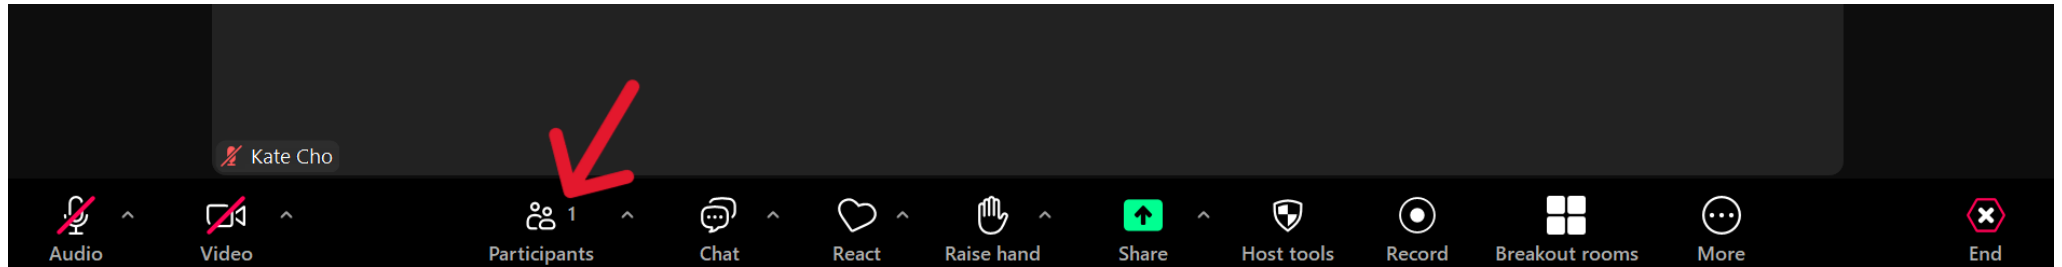 Kate Cho
1
Audio Video Participants Chat React Raise hand Share Host tools Record Breakout rooms More End